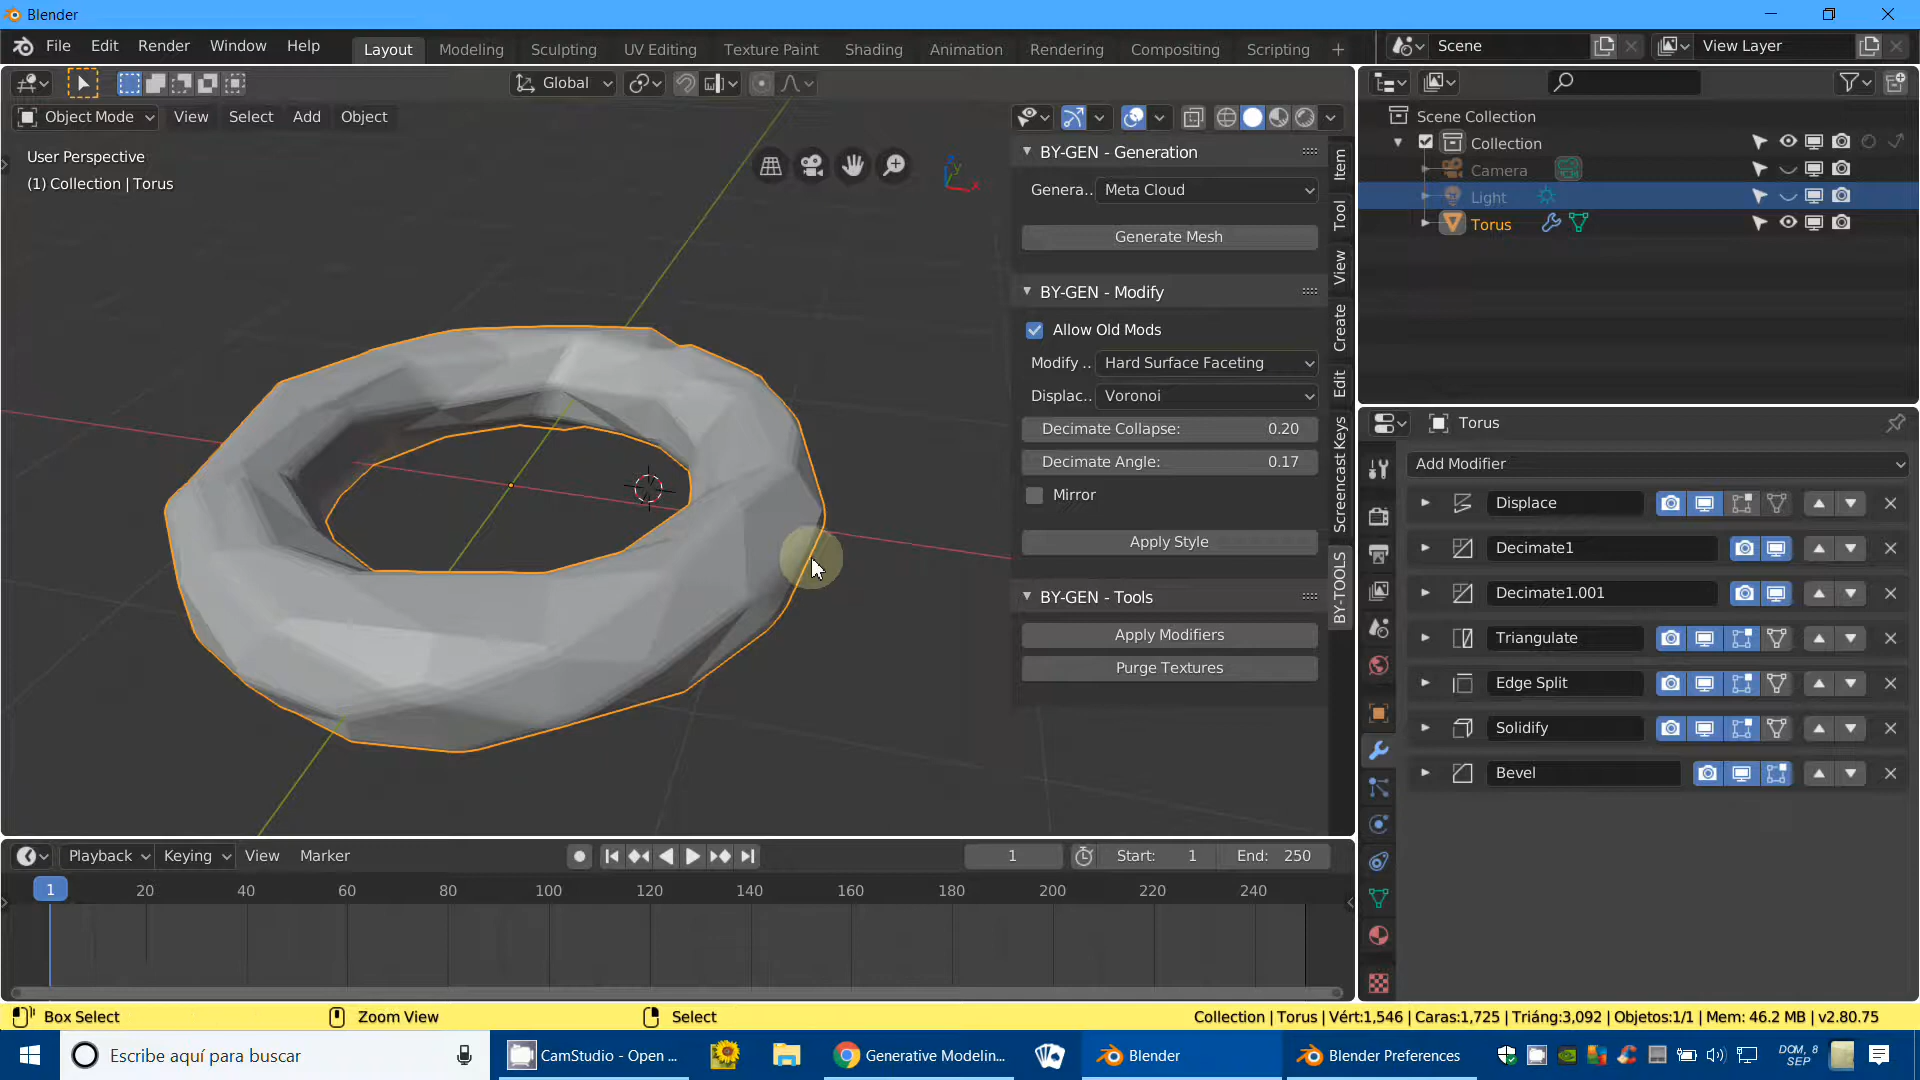 Blender
File Edit Render Window Help Layout Modeling Sculpting UV Editing Texture Paint Shading Animation Rendering Compositing Scripting + Scene View Layer
Global
Object Mode View Select Add Object
User Perspective
(1) Collection | Torus
BY-GEN - Generation
Genera.. Meta Cloud
Generate Mesh
BY-GEN - Modify
Allow Old Mods
Modify .. Hard Surface Faceting
Displac.. Voronoi
Decimate Collapse: 0.20
Decimate Angle: 0.17
Mirror
Apply Style
BY-GEN - Tools
Apply Modifiers
Purge Textures
Item
Tool
View
Create
Edit
Screencast Keys
BY-TOOLS
Scene Collection
Collection
Camera
Light
Torus
Torus
Add Modifier
Displace
Decimate1
Decimate1.001
Triangulate
Edge Split
Solidify
Bevel
Playback Keying View Marker 1 Start: 1 End: 250
1 20 40 60 80 100 120 140 160 180 200 220 240
Box Select Zoom View Select Collection | Torus | Vért:1,546 | Caras:1,725 | Triáng:3,092 | Objetos:1/1 | Mem: 46.2 MB | v2.80.75
Escribe aquí para buscar CamStudio - Open ... Generative Modelin... Blender Blender Preferences DOM., 8
SEP